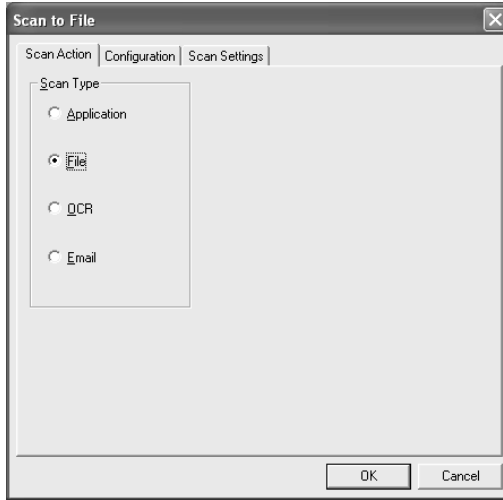 Scan to File
Scan Action Configuration Scan Settings
Scan Type
Application
File
OCR
Email
OK Cancel